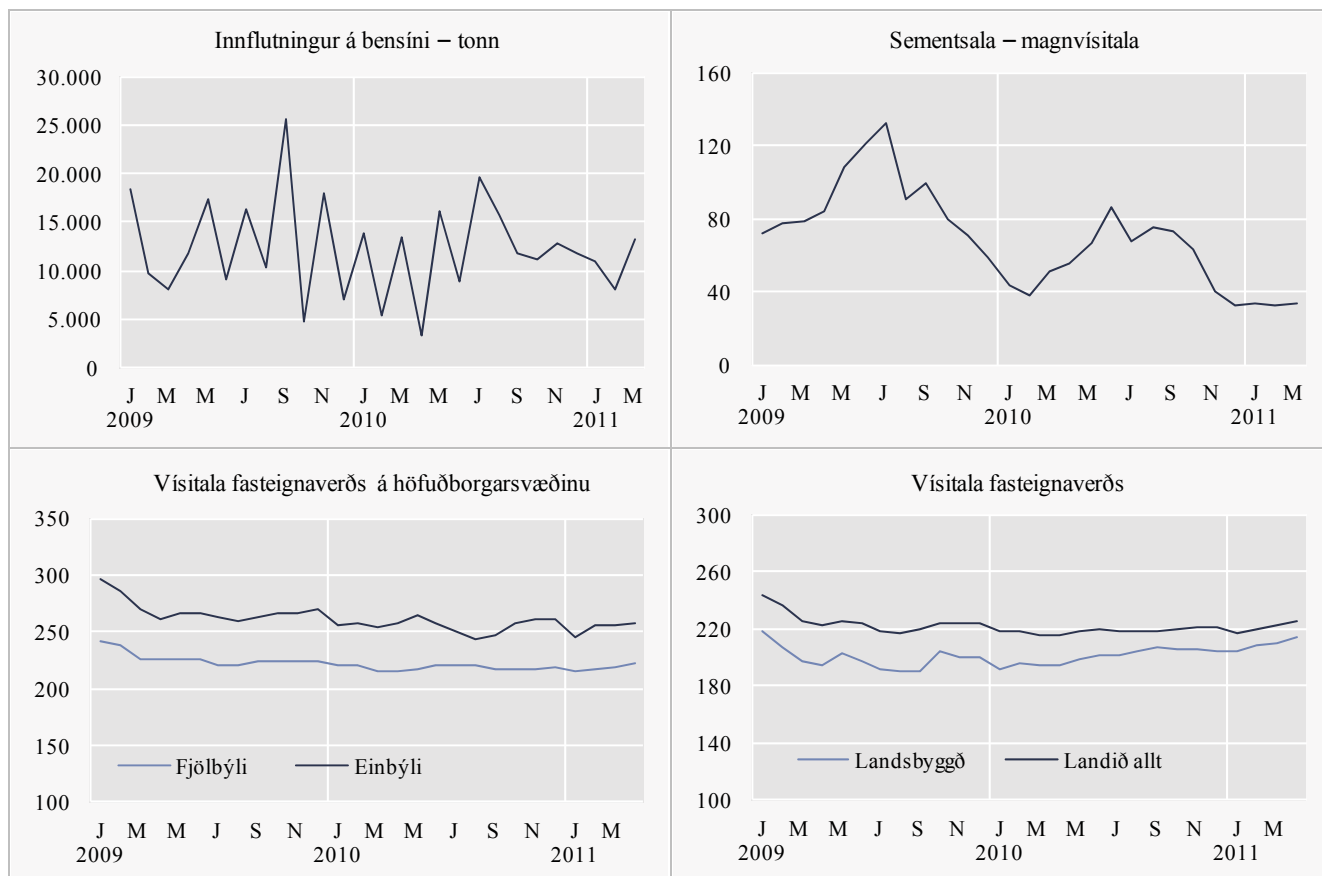 Innflutningur á bensíni – tonn
30.000
25.000
20.000
15.000
10.000
5.000
0
J M M J S N J M M J S N J M
2009 2010 2011
Sementsala – magnvísitala
160
120
80
40
0
J M M J S N J M M J S N J M
2009 2010 2011
Vísitala fasteignaverðs á höfuðborgarsvæðinu
350
300
250
200
150
100
Fjölbýli Einbýli
J M M J S N J M M J S N J M
2009 2010 2011
Vísitala fasteignaverðs
300
260
220
180
140
100
Landsbyggð Landið allt
J M M J S N J M M J S N J M
2009 2010 2011